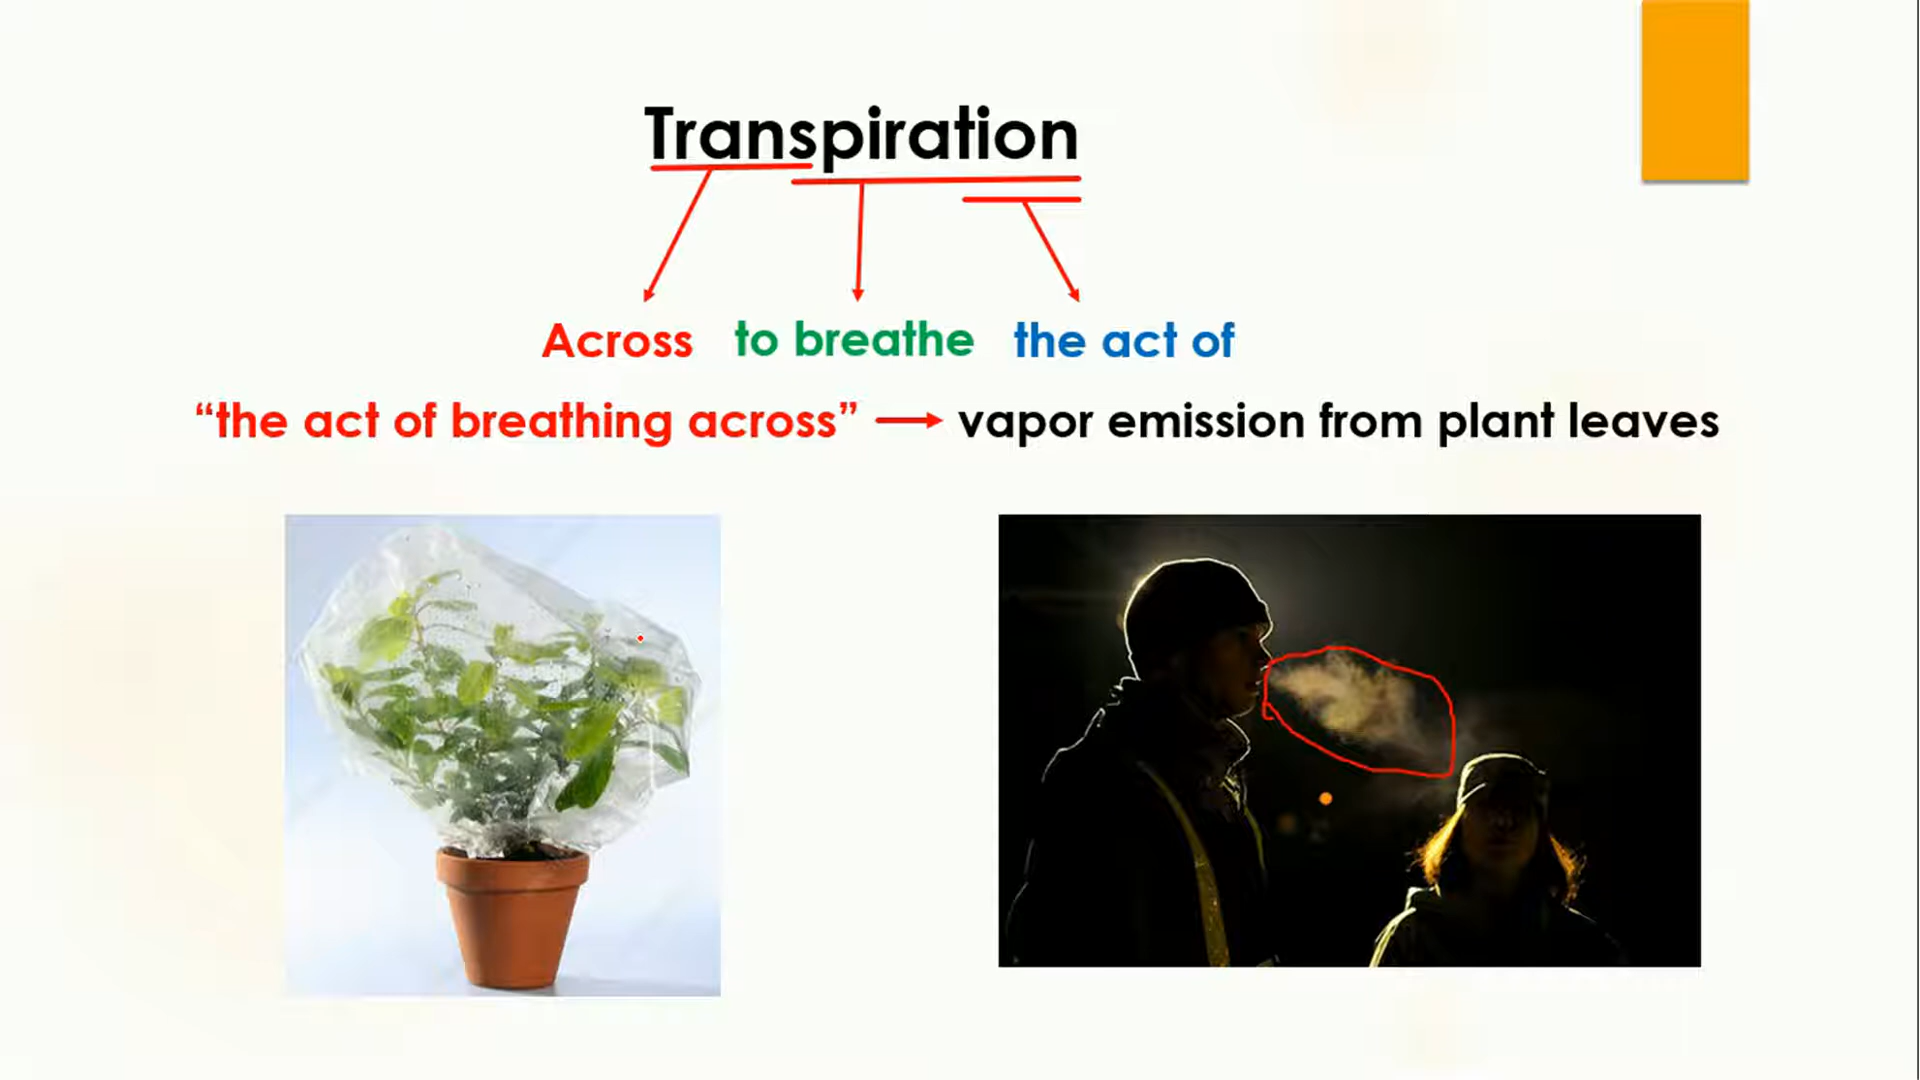 Transpiration
Across to breathe the act of
“the act of breathing across” → vapor emission from plant leaves